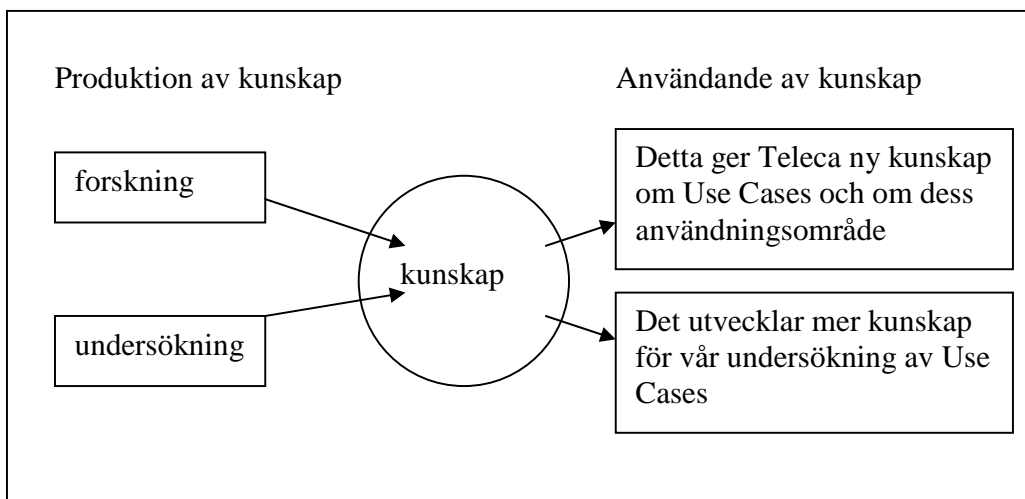 Produktion av kunskap
Användande av kunskap
forskning
undersökning
kunskap
Detta ger Teleca ny kunskap
om Use Cases och om dess
användningsområde
Det utvecklar mer kunskap
för vår undersökning av Use
Cases